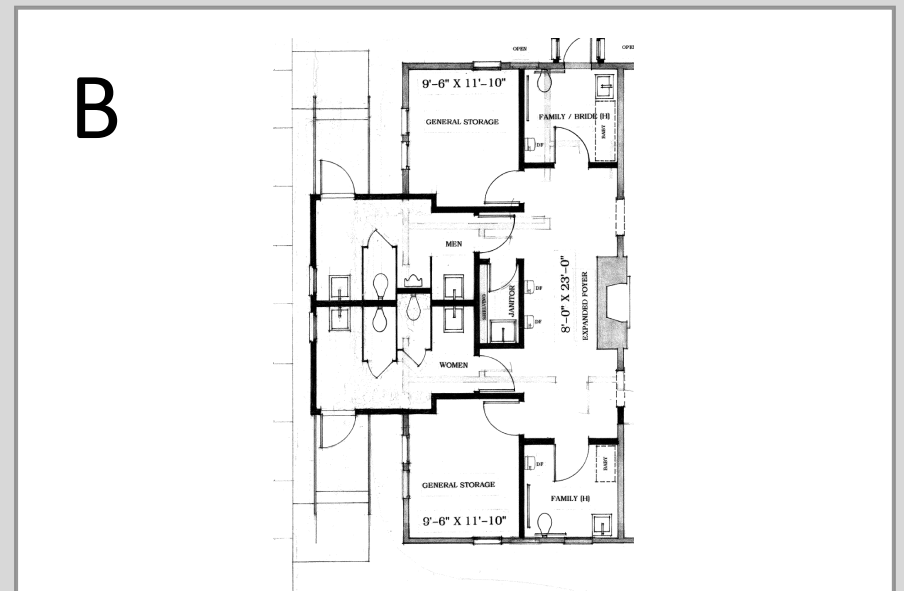 B
OPEN
9'-6" X 11'-10"
GENERAL STORAGE
FAMILY / BRIDE (H)
BABY
DF
MEN
SHELVING
JANITOR
DF
DF
8'-0" X 23'-0"
EXPANDED FOYER
WOMEN
DF
BABY
GENERAL STORAGE
FAMILY (H)
9'-6" X 11'-10"